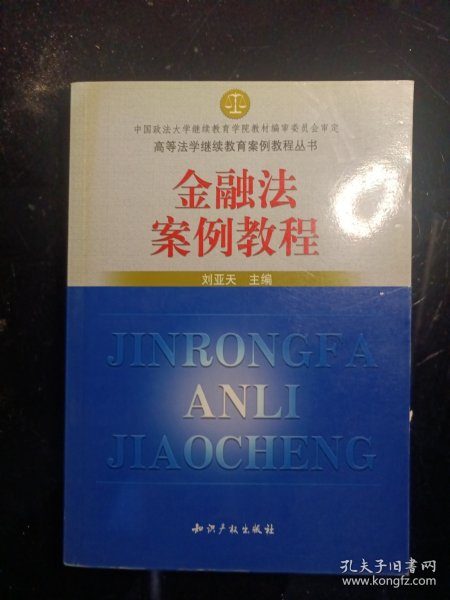 中国政法大学继续教育学院教材编审委员会审定
高等法学继续教育案例教程丛书
金融法
案例教程
刘亚天 主编
JINRONGFA
ANLI
JIAOCHENG
知识产权出版社
孔夫子旧书网
www.kongfz.com